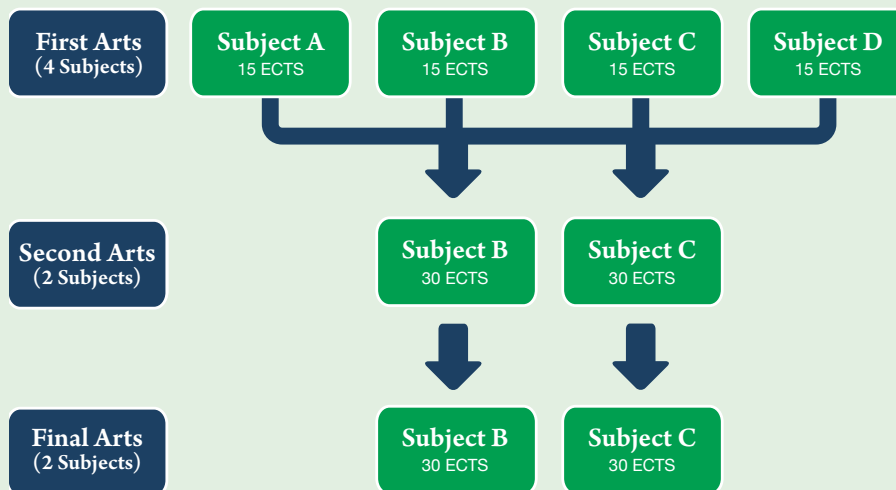 First Arts
(4 Subjects)
Subject A
15 ECTS
Subject B
15 ECTS
Subject C
15 ECTS
Subject D
15 ECTS
Second Arts
(2 Subjects)
Subject B
30 ECTS
Subject C
30 ECTS
Final Arts
(2 Subjects)
Subject B
30 ECTS
Subject C
30 ECTS